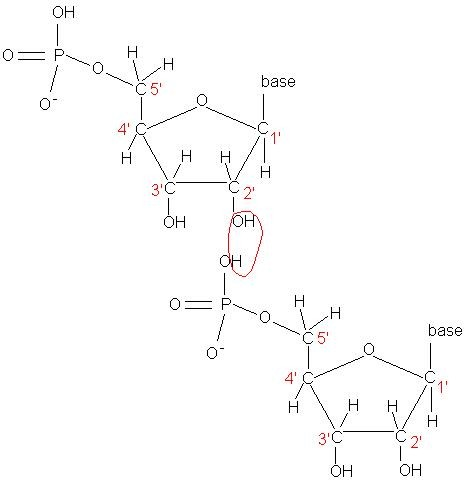 OH
O P O H H
O- C 5' base
O
4' C C 1'
H H H H
3' C C 2'
OH OH
OH
O P O H H
O- C 5' base
O
4' C C 1'
H H H H
3' C C 2'
OH OH